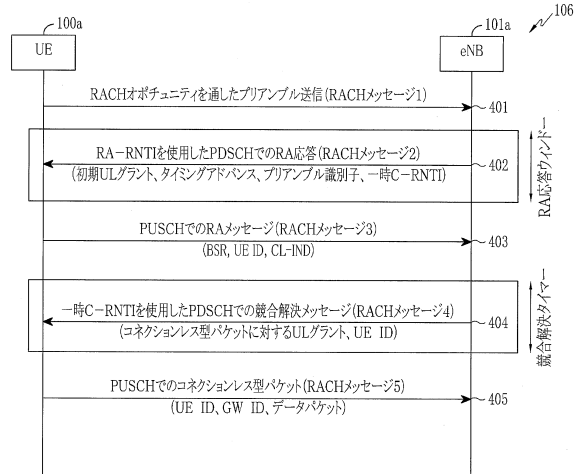 100a
101a
106
UE
eNB
RACHオポチュニティを通したプリアンブル送信(RACHメッセージ1)
401
RA-RNTIを使用したPDSCHでのRA応答(RACHメッセージ2)
402
(初期ULグラント、タイミングアドバンス、プリアンブル識別子、一時C-RNTI)
RA応答ウィンドー
PUSCHでのRAメッセージ(RACHメッセージ3)
403
(BSR, UE ID, CL-IND)
一時C-RNTIを使用したPDSCHでの競合解決メッセージ(RACHメッセージ4)
404
(コネクションレス型パケットに対するULグラント、UE ID)
競合解決タイマー
PUSCHでのコネクションレス型パケット(RACHメッセージ5)
405
(UE ID、GW ID、データパケット)